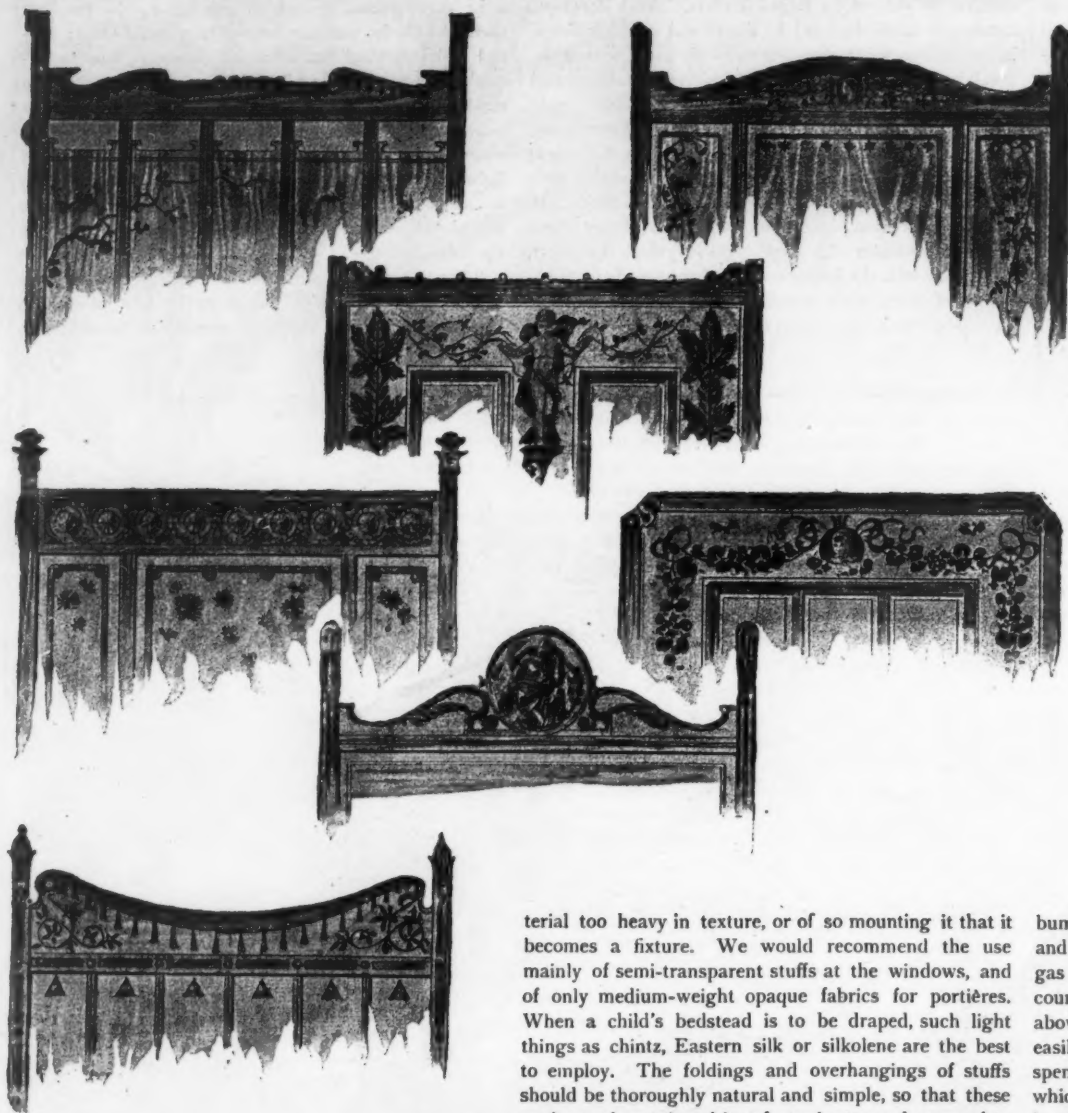 terial too heavy in texture, or of so mounting it that it
becomes a fixture. We would recommend the use
mainly of semi-transparent stuffs at the windows, and
of only medium-weight opaque fabrics for portières.
When a child's bedstead is to be draped, such light
things as chintz, Eastern silk or silkolene are the best
to employ. The foldings and overhangings of stuffs
should be thoroughly natural and simple, so that these
bun
and
gas
cour
abov
easil
spen
whic